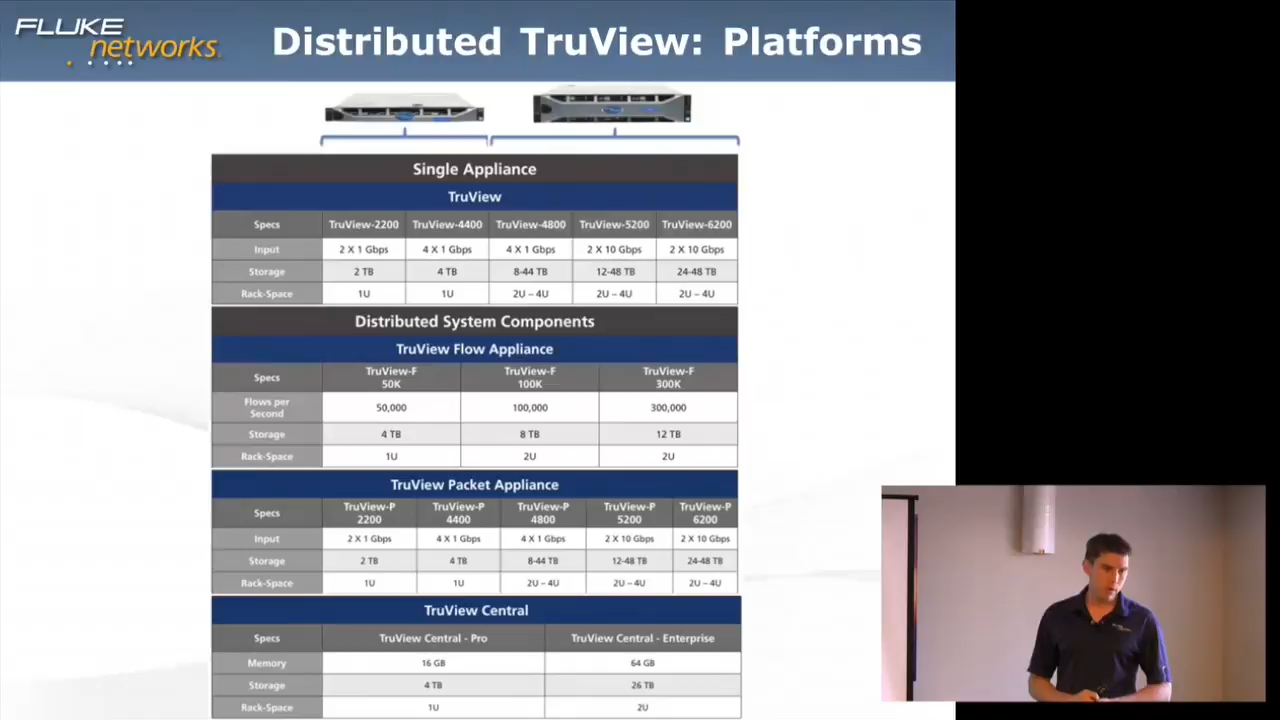 FLUKE
networks.
Distributed TruView: Platforms
Single Appliance
TruView
Specs TruView-2200 TruView-4400 TruView-4800 TruView-5200 TruView-6200
Input 2 X 1 Gbps 4 X 1 Gbps 4 X 1 Gbps 2 X 10 Gbps 2 X 10 Gbps
Storage 2 TB 4 TB 8-44 TB 12-48 TB 24-48 TB
Rack-Space 1U 1U 2U – 4U 2U – 4U 2U – 4U
Distributed System Components
TruView Flow Appliance
Specs TruView-F 50K TruView-F 100K TruView-F 300K
Flows per Second 50,000 100,000 300,000
Storage 4 TB 8 TB 12 TB
Rack-Space 1U 2U 2U
TruView Packet Appliance
Specs TruView-P 2200 TruView-P 4400 TruView-P 4800 TruView-P 5200 TruView-P 6200
Input 2 X 1 Gbps 4 X 1 Gbps 4 X 1 Gbps 2 X 10 Gbps 2 X 10 Gbps
Storage 2 TB 4 TB 8-44 TB 12-48 TB 24-48 TB
Rack-Space 1U 1U 2U – 4U 2U – 4U 2U – 4U
TruView Central
Specs TruView Central - Pro TruView Central - Enterprise
Memory 16 GB 64 GB
Storage 4 TB 26 TB
Rack-Space 1U 2U